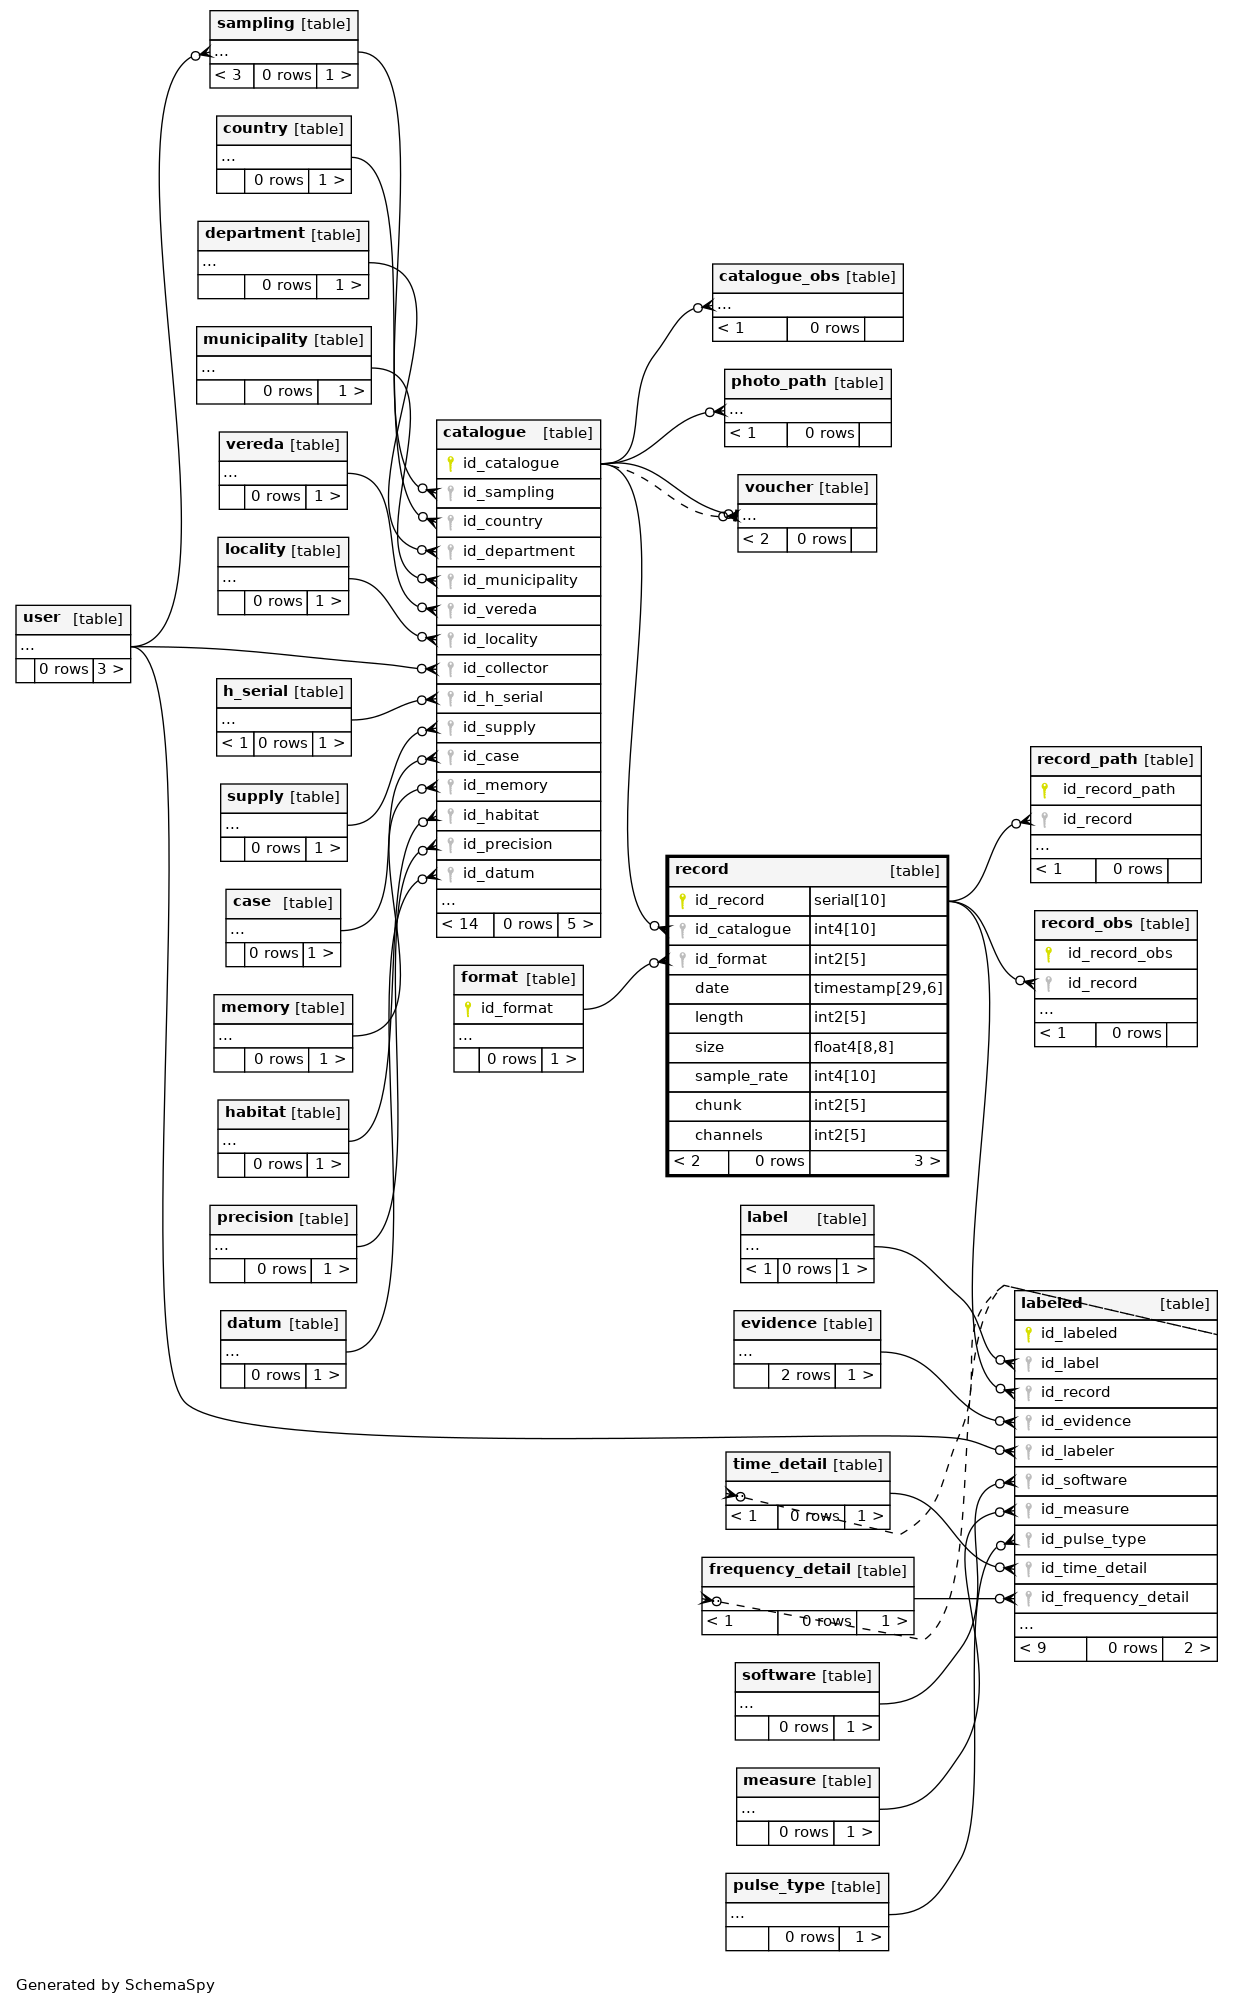 sampling [table]
...
< 3 0 rows 1 >
country [table]
...
0 rows 1 >
department [table]
...
0 rows 1 >
municipality [table]
...
0 rows 1 >
vereda [table]
...
0 rows 1 >
locality [table]
...
0 rows 1 >
user [table]
...
0 rows 3 >
h_serial [table]
...
< 1 0 rows 1 >
supply [table]
...
0 rows 1 >
case [table]
...
0 rows 1 >
memory [table]
...
0 rows 1 >
habitat [table]
...
0 rows 1 >
precision [table]
...
0 rows 1 >
datum [table]
...
0 rows 1 >
catalogue [table]
id_catalogue
id_sampling
id_country
id_department
id_municipality
id_vereda
id_locality
id_collector
id_h_serial
id_supply
id_case
id_memory
id_habitat
id_precision
id_datum
...
< 14 0 rows 5 >
format [table]
id_format
...
0 rows 1 >
catalogue_obs [table]
...
< 1 0 rows
photo_path [table]
...
< 1 0 rows
voucher [table]
...
< 2 0 rows
record [table]
id_record serial[10]
id_catalogue int4[10]
id_format int2[5]
date timestamp[29,6]
length int2[5]
size float4[8,8]
sample_rate int4[10]
chunk int2[5]
channels int2[5]
< 2 0 rows 3 >
record_path [table]
id_record_path
id_record
...
< 1 0 rows
record_obs [table]
id_record_obs
id_record
...
< 1 0 rows
label [table]
...
< 1 0 rows 1 >
evidence [table]
...
2 rows 1 >
time_detail [table]
...
< 1 0 rows 1 >
frequency_detail [table]
...
< 1 0 rows 1 >
software [table]
...
0 rows 1 >
measure [table]
...
0 rows 1 >
pulse_type [table]
...
0 rows 1 >
labeled [table]
id_labeled
id_label
id_record
id_evidence
id_labeler
id_software
id_measure
id_pulse_type
id_time_detail
id_frequency_detail
...
< 9 0 rows 2 >
Generated by SchemaSpy